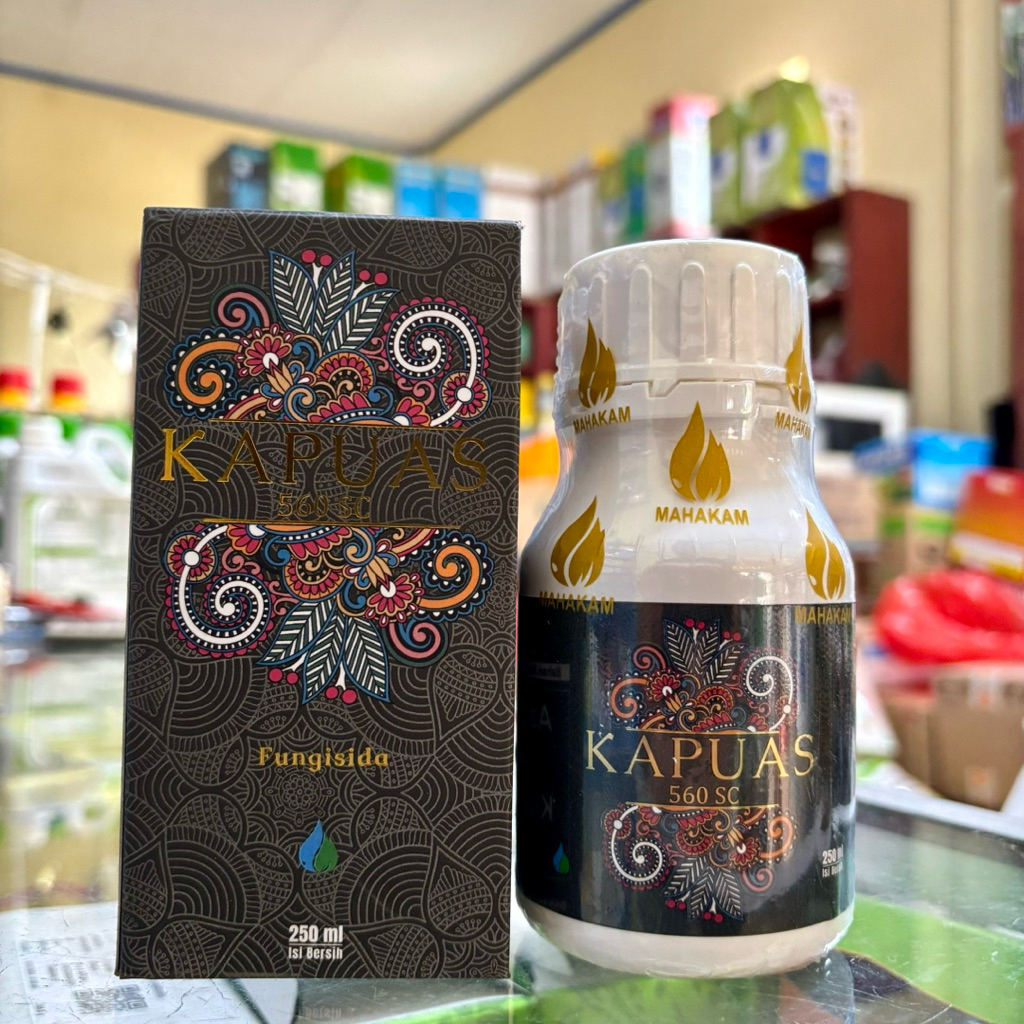 KAPUAS
560 SC
Fungisida
250 ml
Isi Bersih
MAHAKAM
MAHAKAM
MAHAKAM
MAHAKAM
MAHAKAM
KAPUAS
560 SC
250 ml
Isi Bersih